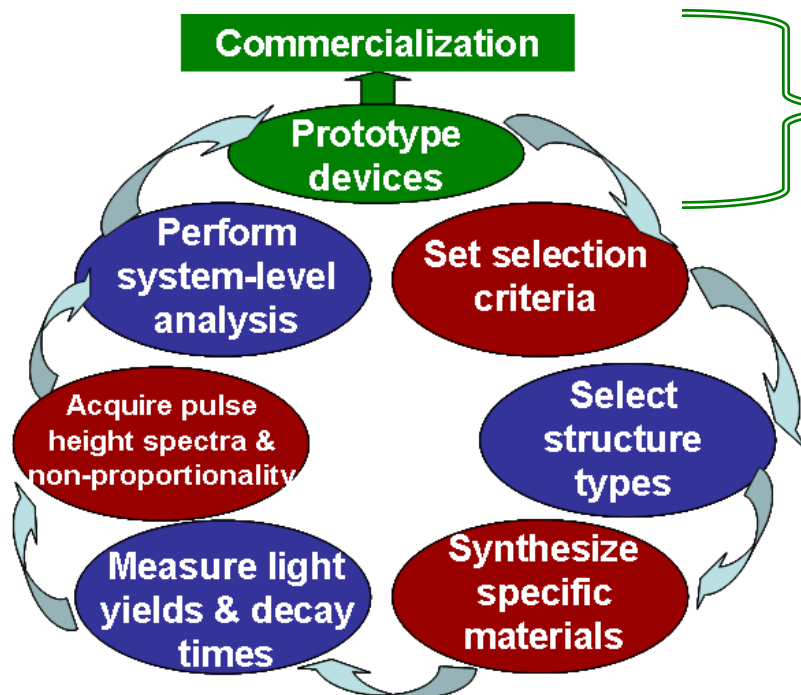 Commercialization
Prototype
devices
Set selection
criteria
Select
structure
types
Synthesize
specific
materials
Measure light
yields & decay
times
Acquire pulse
height spectra &
non-proportionality
Perform
system-level
analysis